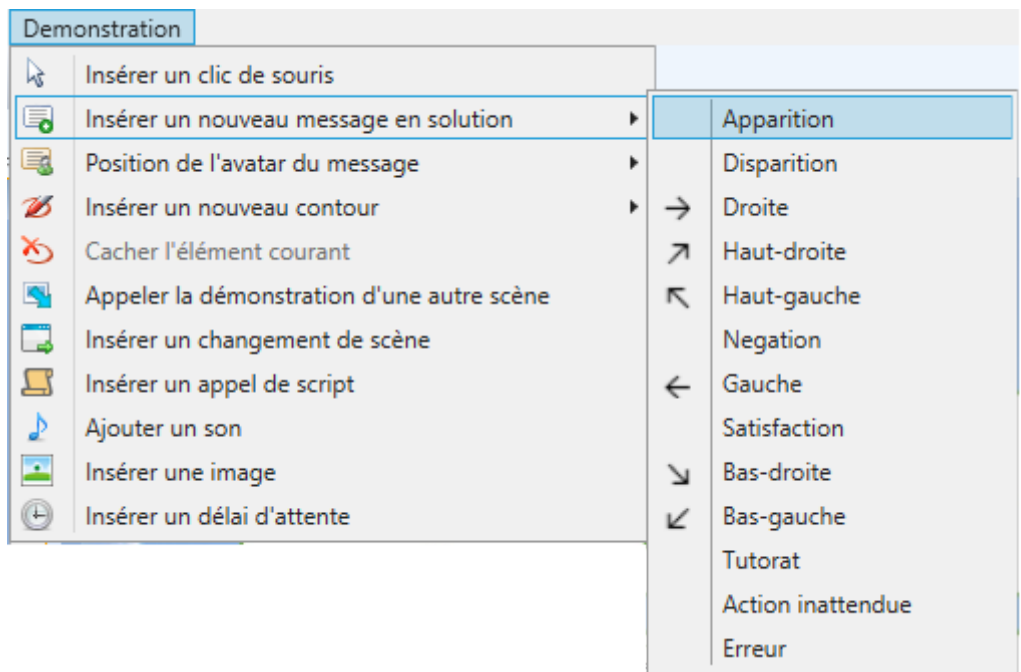 Demonstration
Insérer un clic de souris
Insérer un nouveau message en solution
Position de l'avatar du message
Insérer un nouveau contour
Cacher l'élément courant
Appeler la démonstration d'une autre scène
Insérer un changement de scène
Insérer un appel de script
Ajouter un son
Insérer une image
Insérer un délai d'attente
Apparition
Disparition
Droite
Haut-droite
Haut-gauche
Negation
Gauche
Satisfaction
Bas-droite
Bas-gauche
Tutorat
Action inattendue
Erreur